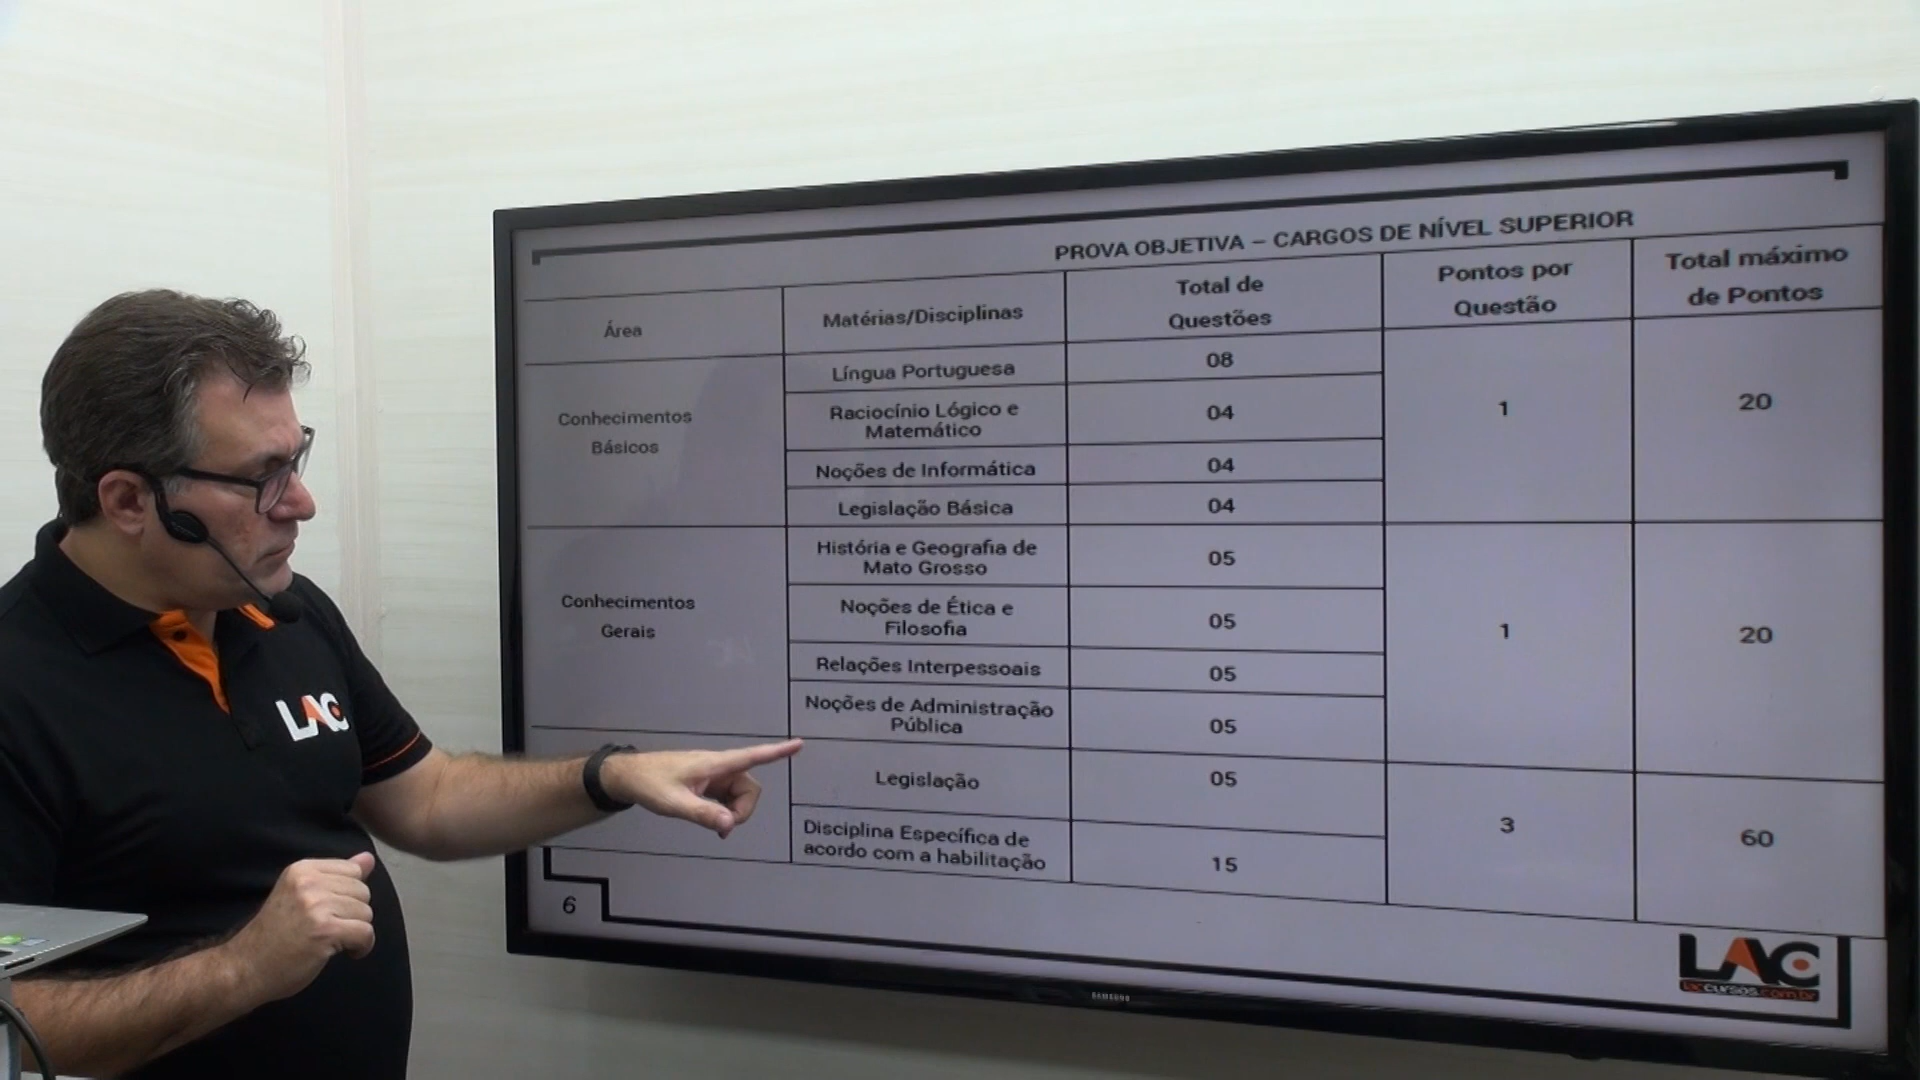 PROVA OBJETIVA – CARGOS DE NÍVEL SUPERIOR
Área
Matérias/Disciplinas
Total de
Questões
Pontos por
Questão
Total máximo
de Pontos
Conhecimentos
Básicos
Língua Portuguesa
08
Raciocínio Lógico e
Matemático
04
Noções de Informática
04
Legislação Básica
04
1
20
Conhecimentos
Gerais
História e Geografia de
Mato Grosso
05
Noções de Ética e
Filosofia
05
Relações Interpessoais
05
Noções de Administração
Pública
05
1
20
Legislação
05
Disciplina Específica de
acordo com a habilitação
15
3
60
6
LAC
laccursos.com.br
SAMSUNG
LAC